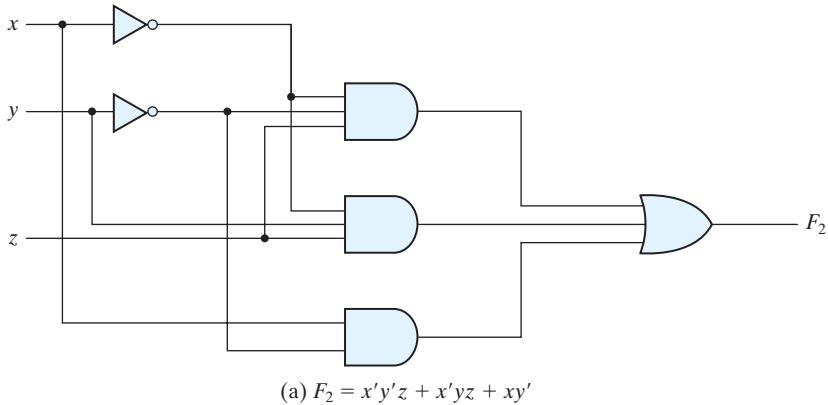 x
y
z
F₂
(a) F₂ = x′y′z + x′yz + xy′